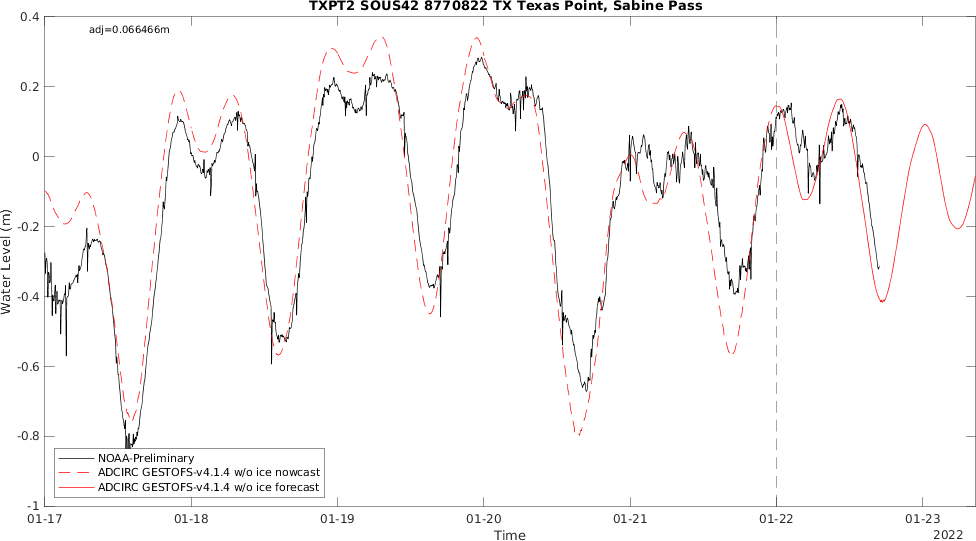 TXPT2 SOUS42 8770822 TX Texas Point, Sabine Pass
adj=0.066466m
0.4
0.2
0
-0.2
-0.4
-0.6
-0.8
-1
Water Level (m)
NOAA-Preliminary
ADCIRC GESTOFS-v4.1.4 w/o ice nowcast
ADCIRC GESTOFS-v4.1.4 w/o ice forecast
01-17 01-18 01-19 01-20 01-21 01-22 01-23
Time
2022